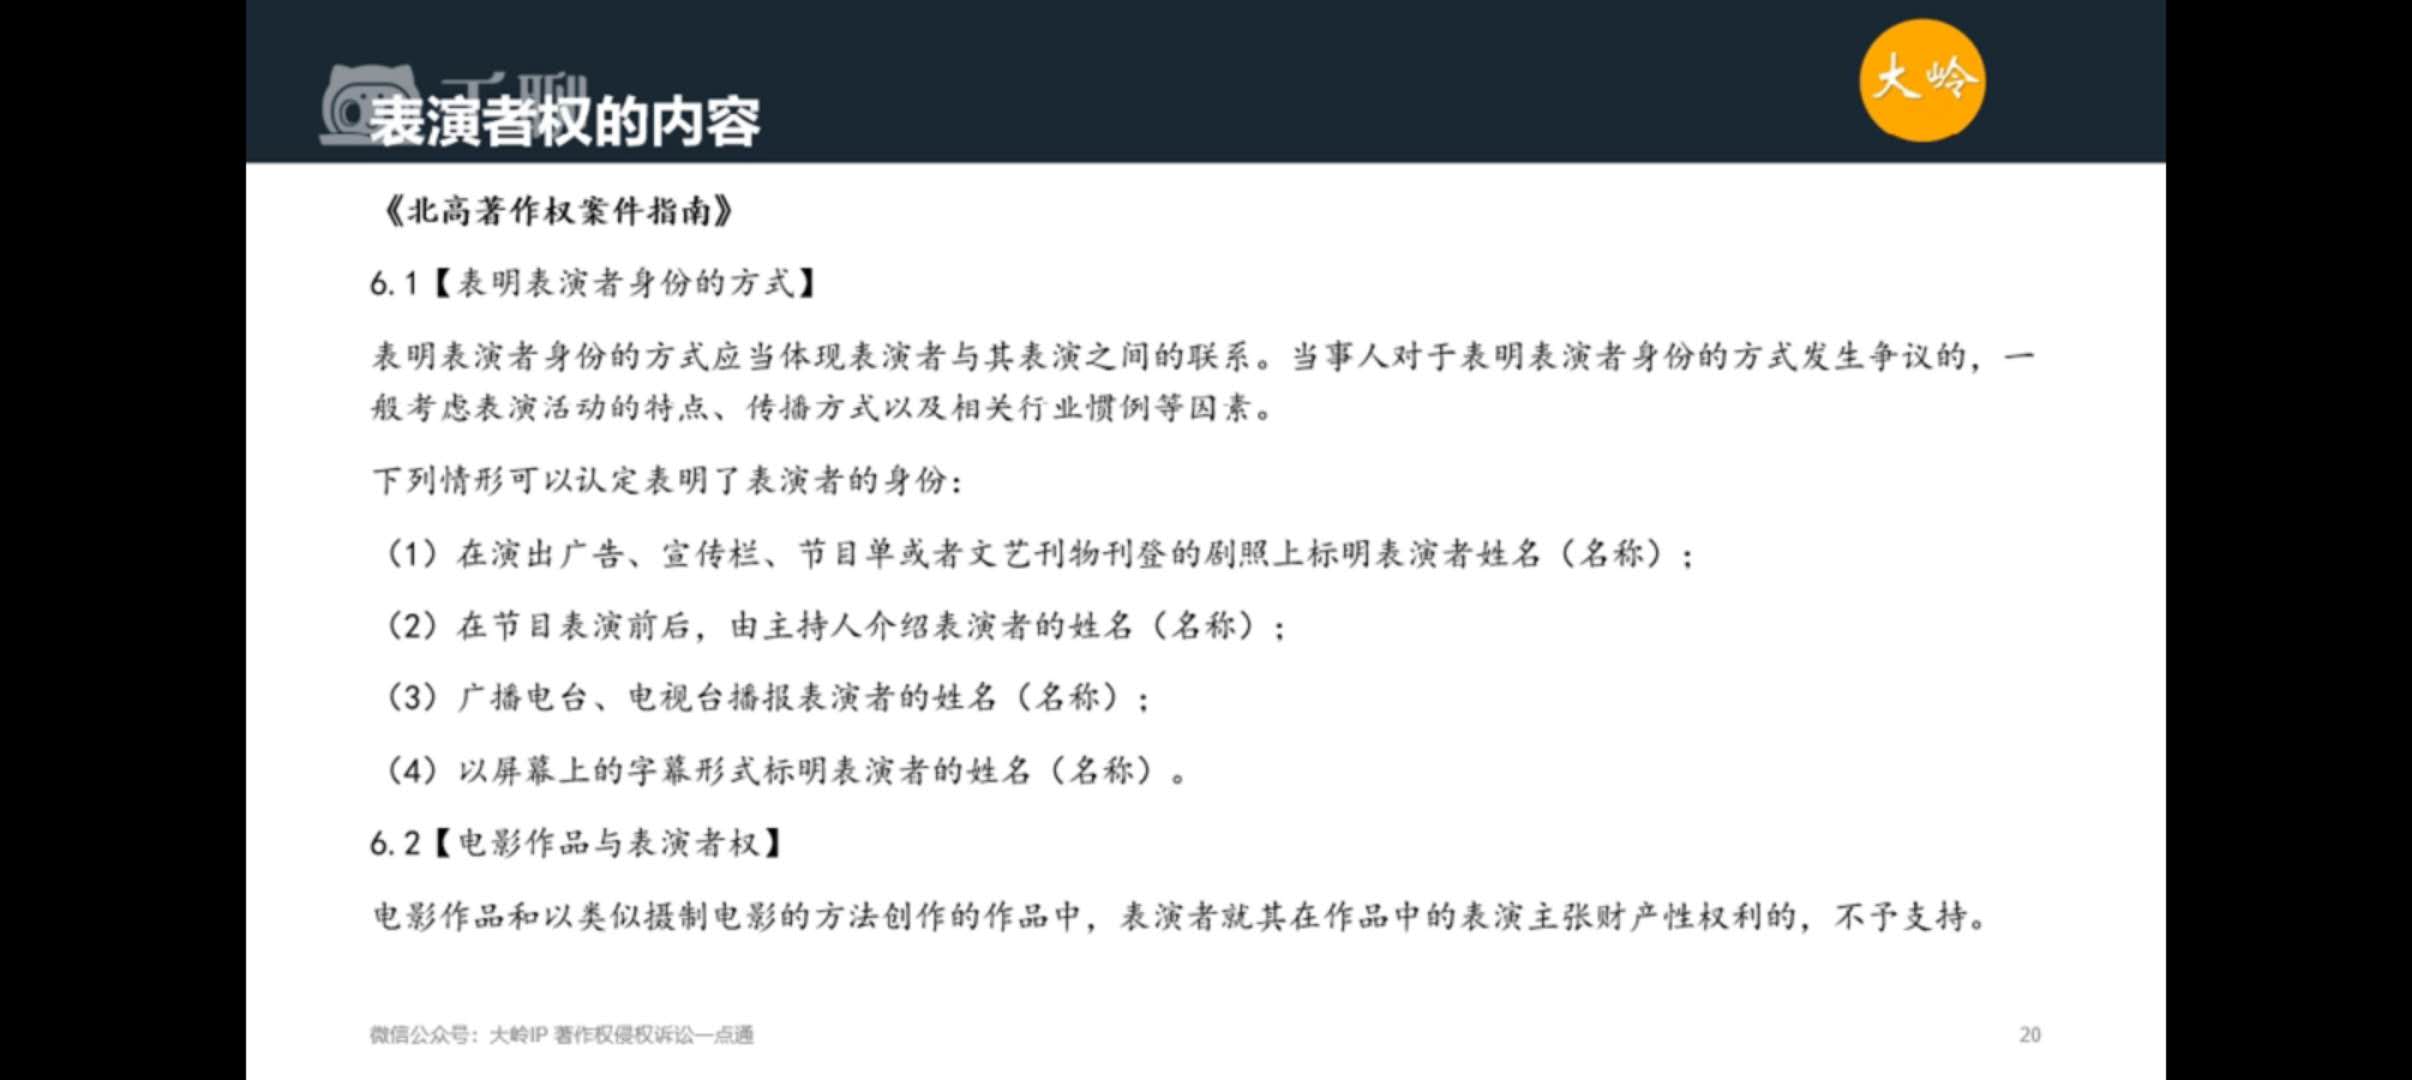 千聊
大岭
表演者权的内容
《北高著作权案件指南》
6.1【表明表演者身份的方式】
表明表演者身份的方式应当体现表演者与其表演之间的联系。当事人对于表明表演者身份的方式发生争议的，一
般考虑表演活动的特点、传播方式以及相关行业惯例等因素。
下列情形可以认定表明了表演者的身份：
（1）在演出广告、宣传栏、节目单或者文艺刊物刊登的剧照上标明表演者姓名（名称）；
（2）在节目表演前后，由主持人介绍表演者的姓名（名称）；
（3）广播电台、电视台播报表演者的姓名（名称）；
（4）以屏幕上的字幕形式标明表演者的姓名（名称）。
6.2【电影作品与表演者权】
电影作品和以类似摄制电影的方法创作的作品中，表演者就其在作品中的表演主张财产性权利的，不予支持。
微信公众号：大岭IP 著作权侵权诉讼一点通
20